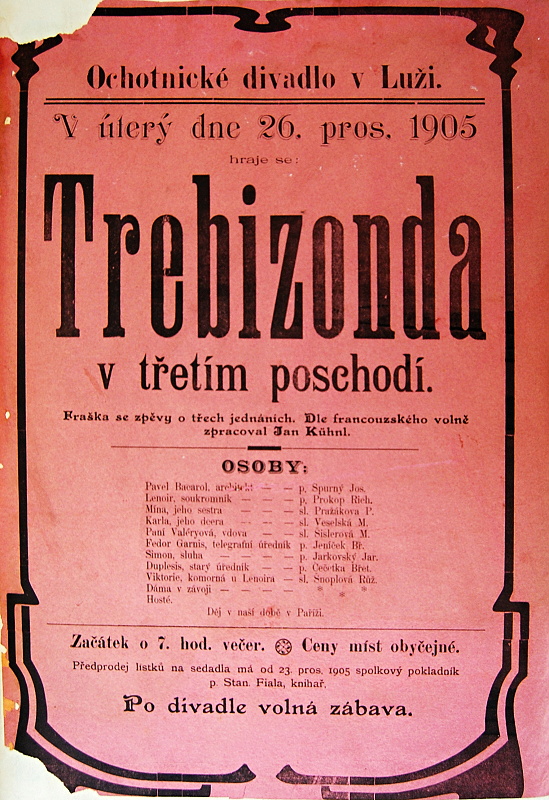 Ochotnické divadlo v Luži.
V úterý dne 26. pros. 1905
hraje se:
Trebizonda
v třetím poschodí.
Fraška se zpěvy o třech jednáních. Dle francouzského volně
zpracoval Jan Kühnl.
OSOBY:
Pavel Bacarol, architekt — — p. Spurný Jos.
Lenoir, soukromník — — — p. Prokop Rich.
Mina, jeho sestra — — — sl. Pražákova P.
Karla, jeho dcera — — — sl. Veselská M.
Paní Valéryová, vdova — — sl. Šislerová M.
Fedor Garnis, telegrafní úředník — p. Jeníček Bř.
Simon, sluha — — — p. Jarkovský Jar.
Duplesis, starý úředník — — p. Čečetka Břet.
Viktorie, komorná u Lenoira — sl. Šnoplová Růž.
Dáma v závoji — — — — * * *
Hosté.
Děj v naší době v Paříži.
Začátek o 7. hod. večer. Ceny míst obyčejné.
Předprodej lístků na sedadla má od 23. pros. 1905 spolkový pokladník
p. Stan. Fiala, knihař.
Po divadle volná zábava.